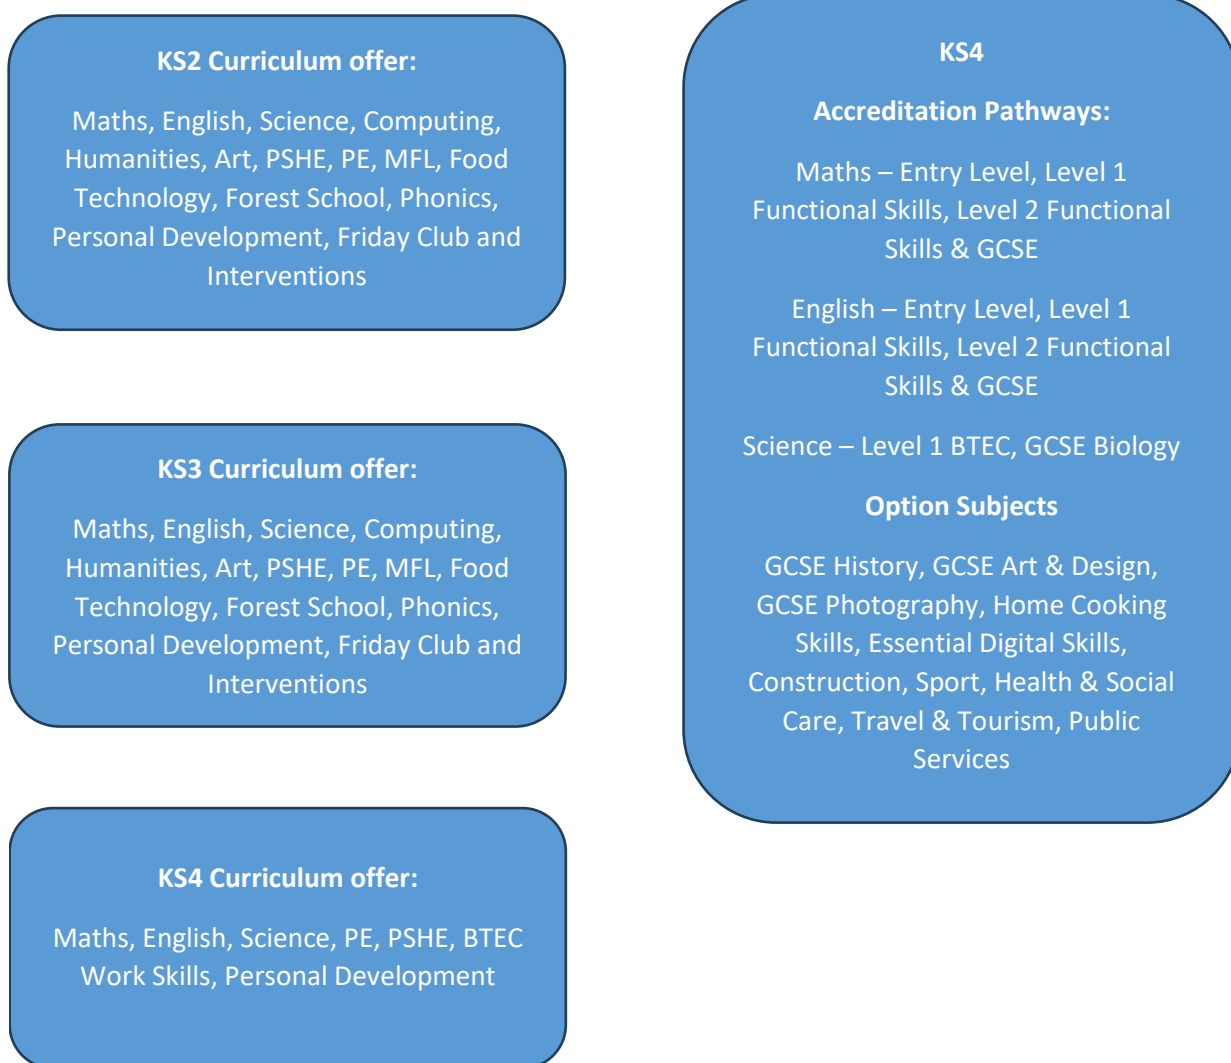 KS2 Curriculum offer:
Maths, English, Science, Computing,
Humanities, Art, PSHE, PE, MFL, Food
Technology, Forest School, Phonics,
Personal Development, Friday Club and
Interventions
KS3 Curriculum offer:
Maths, English, Science, Computing,
Humanities, Art, PSHE, PE, MFL, Food
Technology, Forest School, Phonics,
Personal Development, Friday Club and
Interventions
KS4 Curriculum offer:
Maths, English, Science, PE, PSHE, BTEC
Work Skills, Personal Development
KS4
Accreditation Pathways:
Maths – Entry Level, Level 1
Functional Skills, Level 2 Functional
Skills & GCSE
English – Entry Level, Level 1
Functional Skills, Level 2 Functional
Skills & GCSE
Science – Level 1 BTEC, GCSE Biology
Option Subjects
GCSE History, GCSE Art & Design,
GCSE Photography, Home Cooking
Skills, Essential Digital Skills,
Construction, Sport, Health & Social
Care, Travel & Tourism, Public
Services